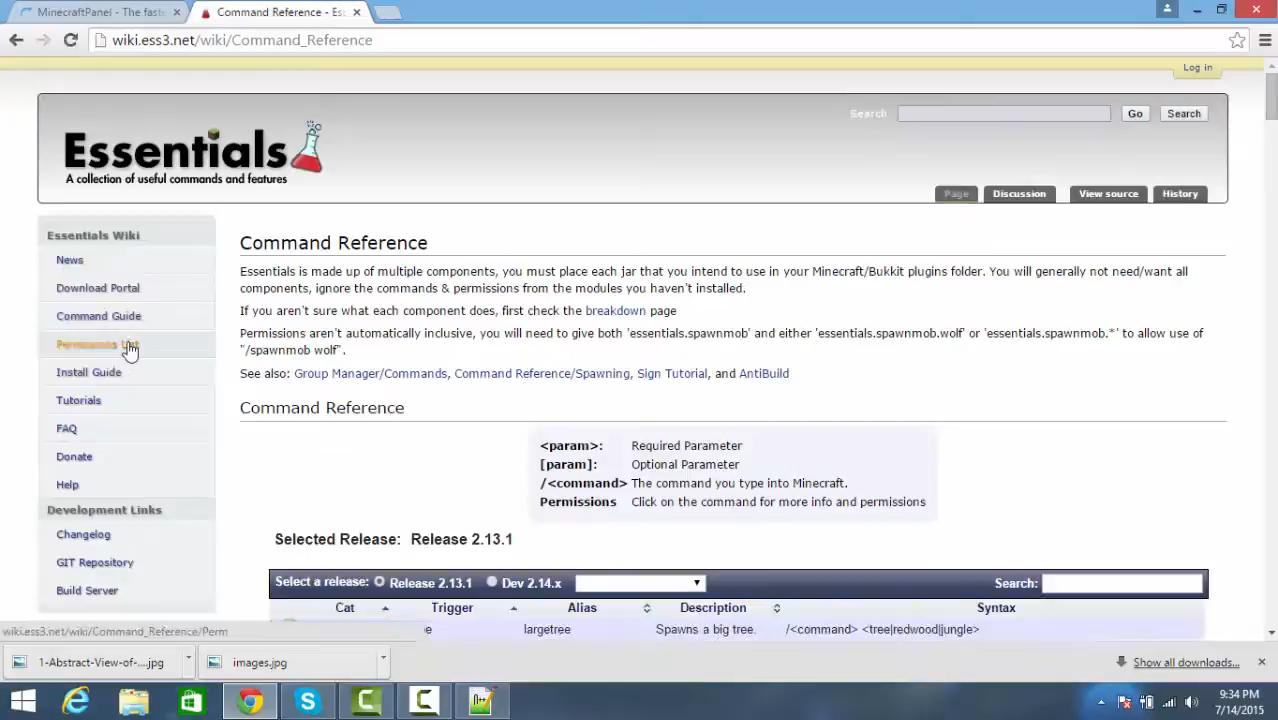 MinecraftPanel - The faste
Command Reference - Ess
wiki.ess3.net/wiki/Command_Reference
Log in
Search
Go
Search
Essentials
A collection of useful commands and features
Page
Discussion
View source
History
Essentials Wiki
News
Download Portal
Command Guide
Permissions List
Install Guide
Tutorials
FAQ
Donate
Help
Development Links
Changelog
GIT Repository
Build Server
Command Reference
Essentials is made up of multiple components, you must place each jar that you intend to use in your Minecraft/Bukkit plugins folder. You will generally not need/want all
components, ignore the commands & permissions from the modules you haven't installed.
If you aren't sure what each component does, first check the breakdown page
Permissions aren't automatically inclusive, you will need to give both 'essentials.spawnmob' and either 'essentials.spawnmob.wolf' or 'essentials.spawnmob.*' to allow use of
"/spawnmob wolf".
See also: Group Manager/Commands, Command Reference/Spawning, Sign Tutorial, and AntiBuild
Command Reference
<param>: Required Parameter
[param]: Optional Parameter
/<command> The command you type into Minecraft.
Permissions Click on the command for more info and permissions
Selected Release: Release 2.13.1
Select a release: Release 2.13.1 Dev 2.14.x Search:
Cat Trigger Alias Description Syntax
e largetree Spawns a big tree. /<command> <tree|redwood|jungle>
wiki.ess3.net/wiki/Command_Reference/Perm
1-Abstract-View-of-....jpg
images.jpg
Show all downloads...
9:34 PM
7/14/2015